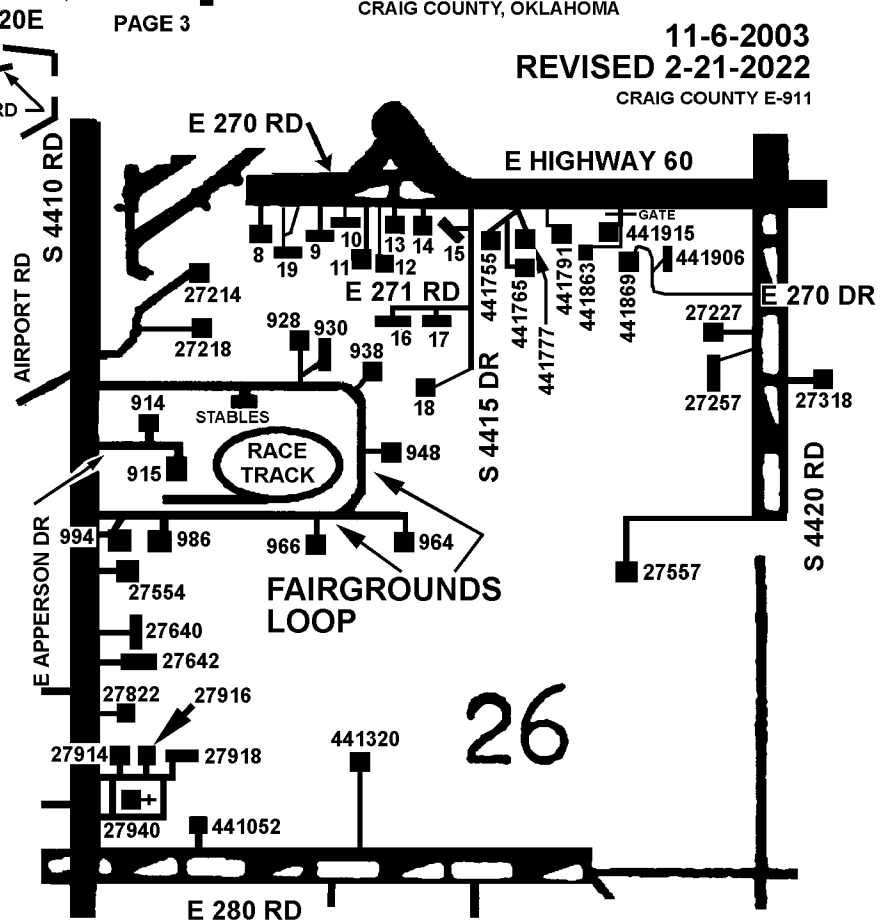 20E
PAGE 3
CRAIG COUNTY, OKLAHOMA
11-6-2003
REVISED 2-21-2022
CRAIG COUNTY E-911
RD
S 4410 RD
E 270 RD
E HIGHWAY 60
GATE
8
19
9
10
11
12
13
14
15
441755
441765
441777
441791
441863
441869
441915
441906
E 270 DR
27214
27218
AIRPORT RD
E 271 RD
16
17
18
S 4415 DR
27227
27257
27318
S 4420 RD
928
930
938
914
STABLES
915
RACE
TRACK
948
994
986
966
964
E APPERSON DR
27554
FAIRGROUNDS
LOOP
27557
27640
27642
27822
27916
26
27914
27918
441320
27940
441052
E 280 RD